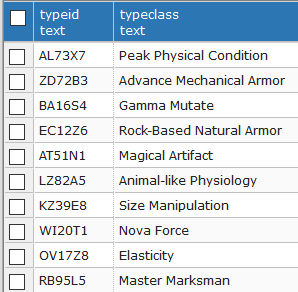 typeid typeclass
text text
AL73X7 Peak Physical Condition
ZD72B3 Advance Mechanical Armor
BA16S4 Gamma Mutate
EC12Z6 Rock-Based Natural Armor
AT51N1 Magical Artifact
LZ82A5 Animal-like Physiology
KZ39E8 Size Manipulation
WI20T1 Nova Force
OV17Z8 Elasticity
RB95L5 Master Marksman